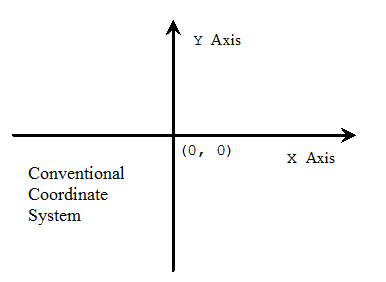 Y Axis
(0, 0)
X Axis
Conventional
Coordinate
System